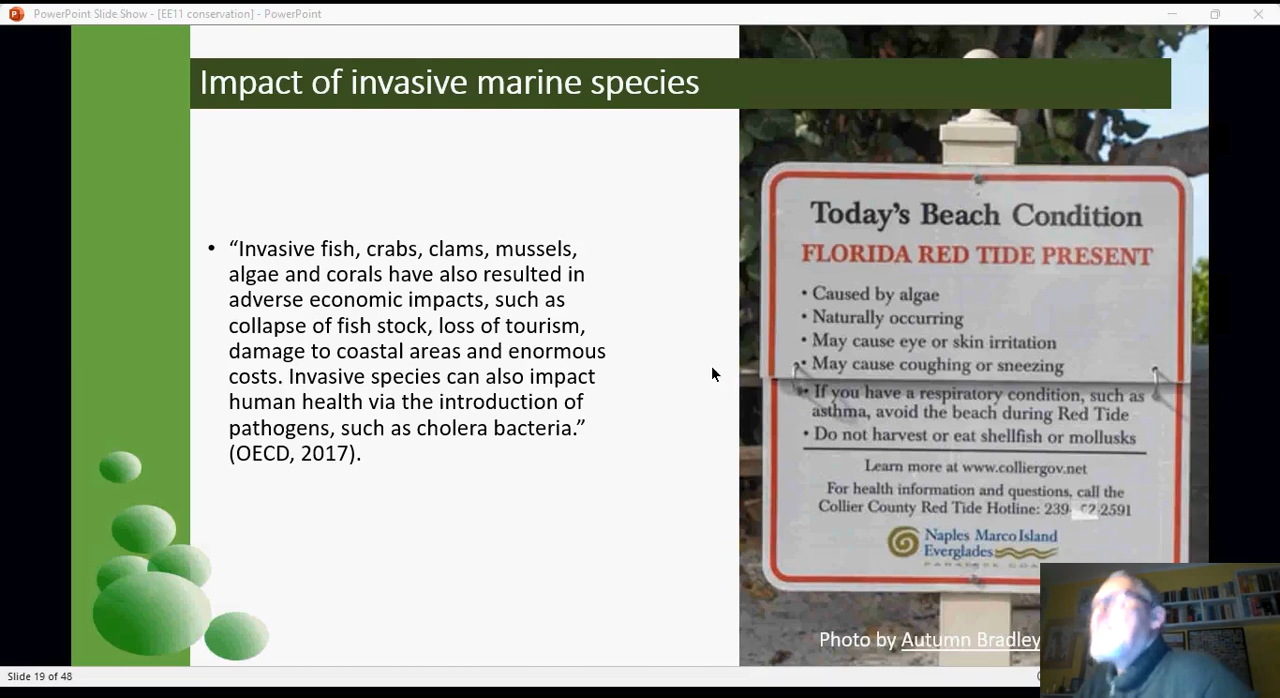 PowerPoint Slide Show - [EE11 conservation] - PowerPoint
Impact of invasive marine species
• “Invasive fish, crabs, clams, mussels,
algae and corals have also resulted in
adverse economic impacts, such as
collapse of fish stock, loss of tourism,
damage to coastal areas and enormous
costs. Invasive species can also impact
human health via the introduction of
pathogens, such as cholera bacteria.”
(OECD, 2017).
Today's Beach Condition
FLORIDA RED TIDE PRESENT
• Caused by algae
• Naturally occurring
• May cause eye or skin irritation
• May cause coughing or sneezing
• If you have a respiratory condition, such as
asthma, avoid the beach during Red Tide
• Do not harvest or eat shellfish or mollusks
Learn more at www.colliergov.net
For health information and questions, call the
Collier County Red Tide Hotline: 239- 2591
Naples Marco Island
Everglades
Photo by Autumn Bradley
Slide 19 of 48